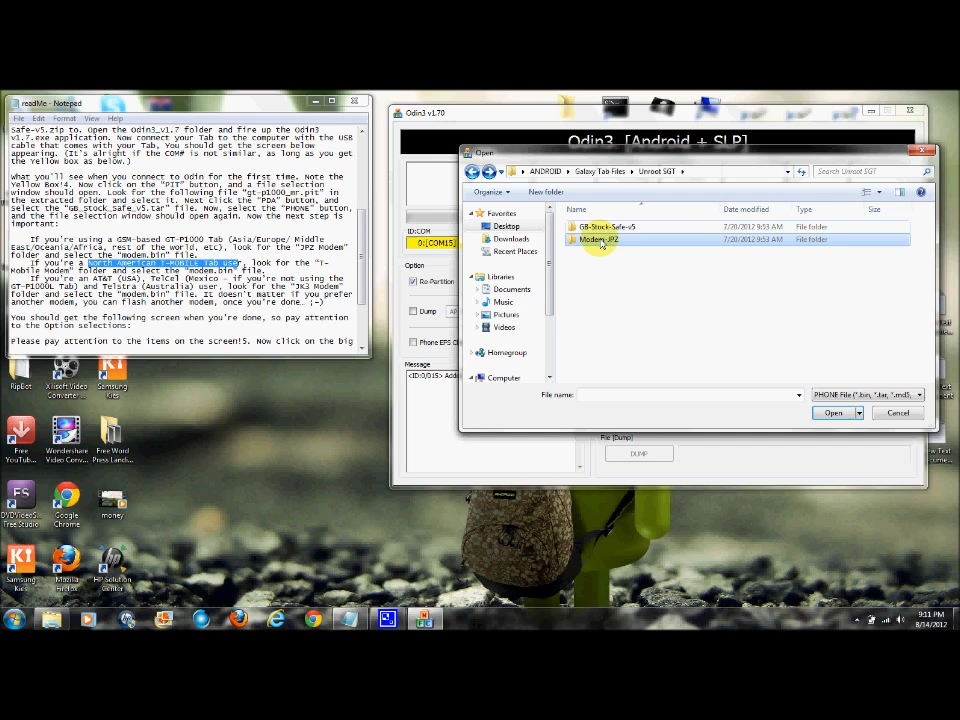 readMe - Notepad
File Edit Format View Help
Safe-v5.zip to. Open the Odin3_v1.7 folder and fire up the Odin3
v1.7.exe application. Now connect your Tab to the computer with the USB
cable that comes with your Tab, You should get the screen below
appearing. (It's alright if the COM# is not similar, as long as you get
the Yellow box as below.)
What you'll see when you connect to Odin for the first time. Note the
Yellow Box!4. Now click on the "PIT" button, and a file selection
window should open. Look for the following file "gt-p1000_mr.pit" in
the extracted folder and select it. Next click the "PDA" button, and
select the "GB_Stock_Safe_v5.tar" file. Now, select the "PHONE" button,
and the file selection window should open again. Now the next step is
important:
If you're using a GSM-based GT-P1000 Tab (Asia/Europe/ Middle
East/Oceania/Africa, rest of the world, etc), look for the "JPZ Modem"
folder and select the "modem.bin" file.
If you're a North American T-MOBILE Tab user, look for the "T-
Mobile Modem" folder and select the "modem.bin" file.
If you're an AT&T (USA), TelCel (Mexico – if you're not using the
GT-P1000L Tab) and Telstra (Australia) user, look for the "JK3 Modem"
folder and select the "modem.bin" file. It doesn't matter if you prefer
another modem, you can flash another modem, once you're done.. ;-)
You should get the following screen when you're done, so pay attention
to the Option selections:
Please pay attention to the items on the screen!5. Now click on the big
Odin3 v1.70
Odin3 [Android + SLP]
ID:COM
0:[COM15]
Option
Re-Partition
Dump
Phone EFS
Message
<ID:0/015>
File [Dump]
DUMP
Open
ANDROID
Galaxy Tab Files
Unroot SGT
Search Unroot SGT
Organize
New folder
Name
Date modified
Type
Size
Favorites
Desktop
Downloads
Recent Places
Libraries
Documents
Music
Pictures
Videos
Homegroup
Computer
GB-Stock-Safe-v5 7/20/2012 9:53 AM File folder
Modem-JPZ 7/20/2012 9:53 AM File folder
File name:
PHONE File (*.bin, *.tar, *.md5,
Open
Cancel
RipBot
Xilisoft Video
Converter ...
Samsung
Kies
Free
YouTub...
Wondershare
Video Conv...
Free Word
Press Landi...
DVDVideoS...
Free Studio
Google
Chrome
money
Samsung
Kies
Mozilla
Firefox
HP Solution
Center
9:11 PM
8/14/2012